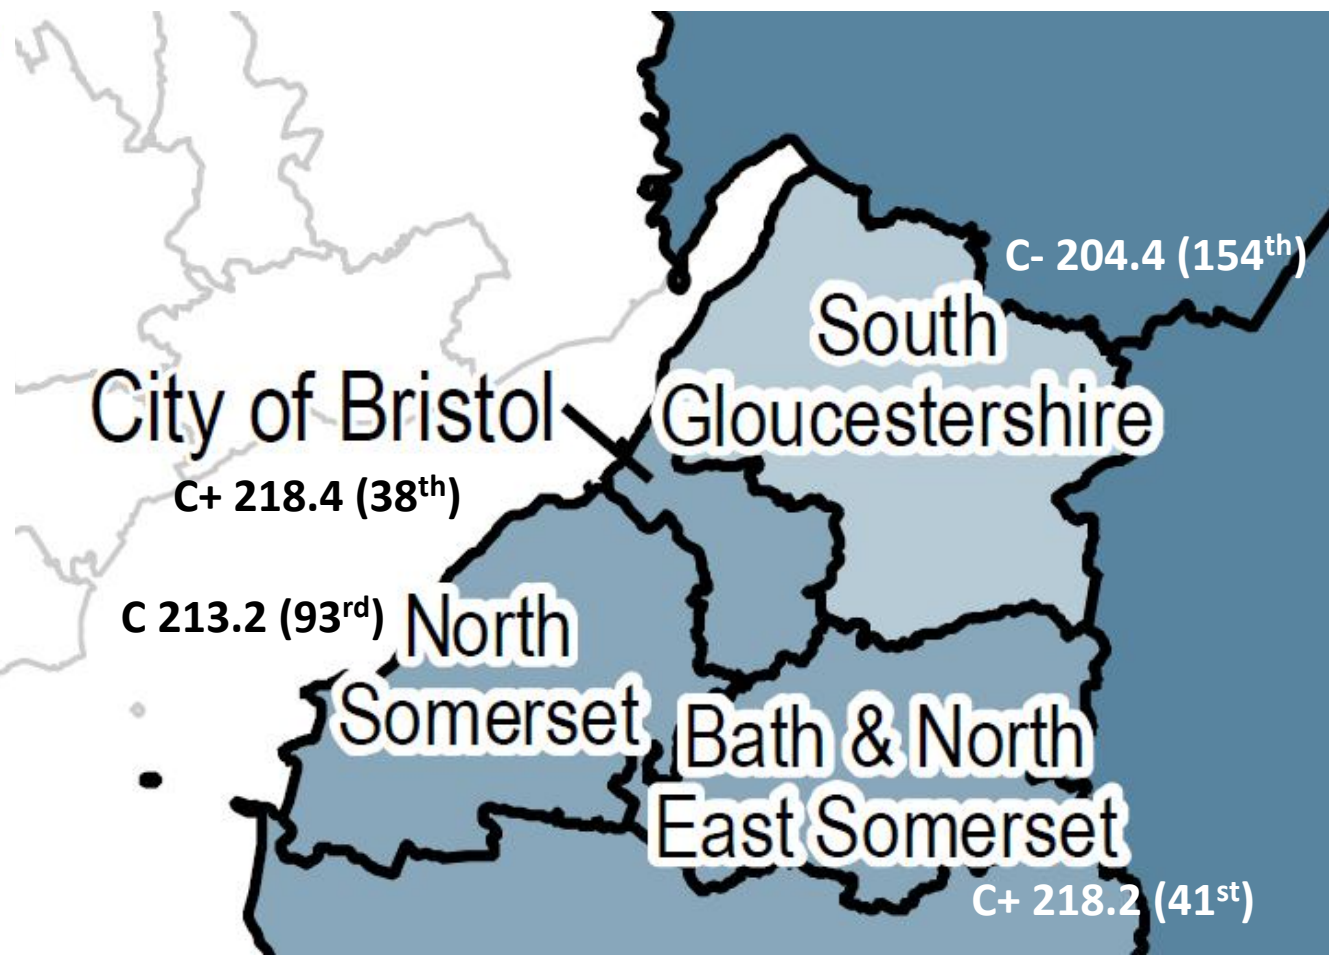 C- 204.4 (154th)
South
Gloucestershire
City of Bristol
C+ 218.4 (38th)
C 213.2 (93rd)
North
Somerset
Bath & North
East Somerset
C+ 218.2 (41st)